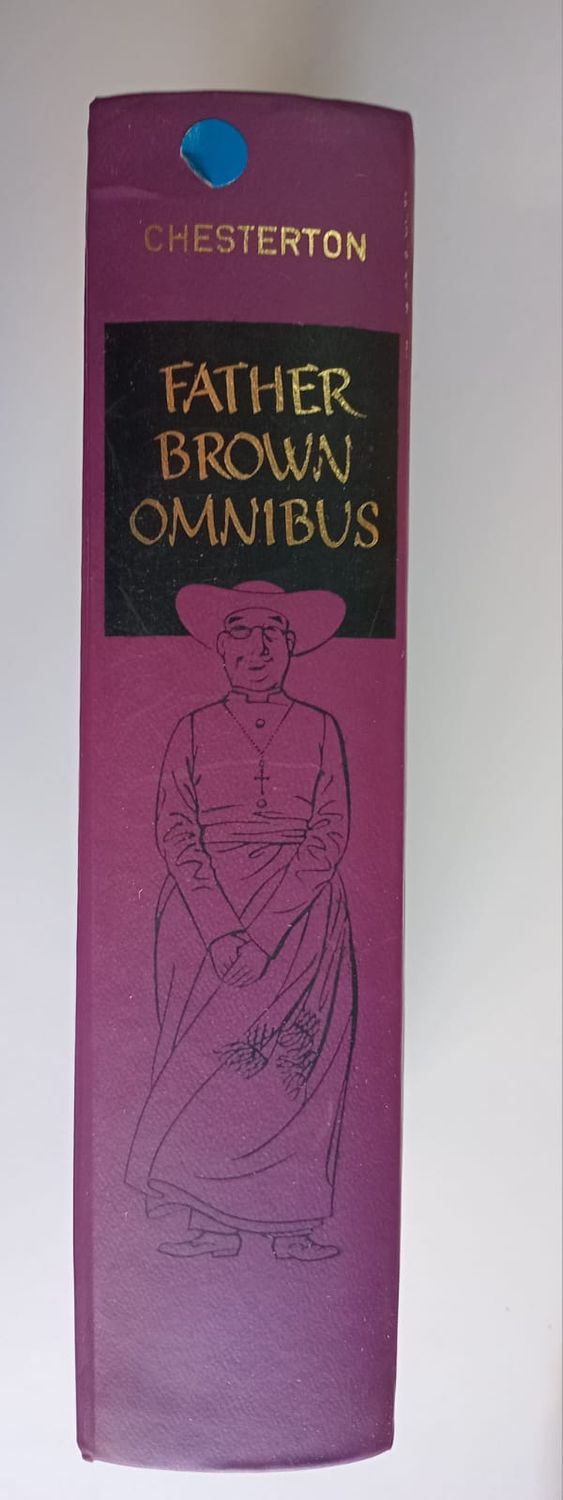 CHESTERTON
FATHER
BROWN
OMNIBUS